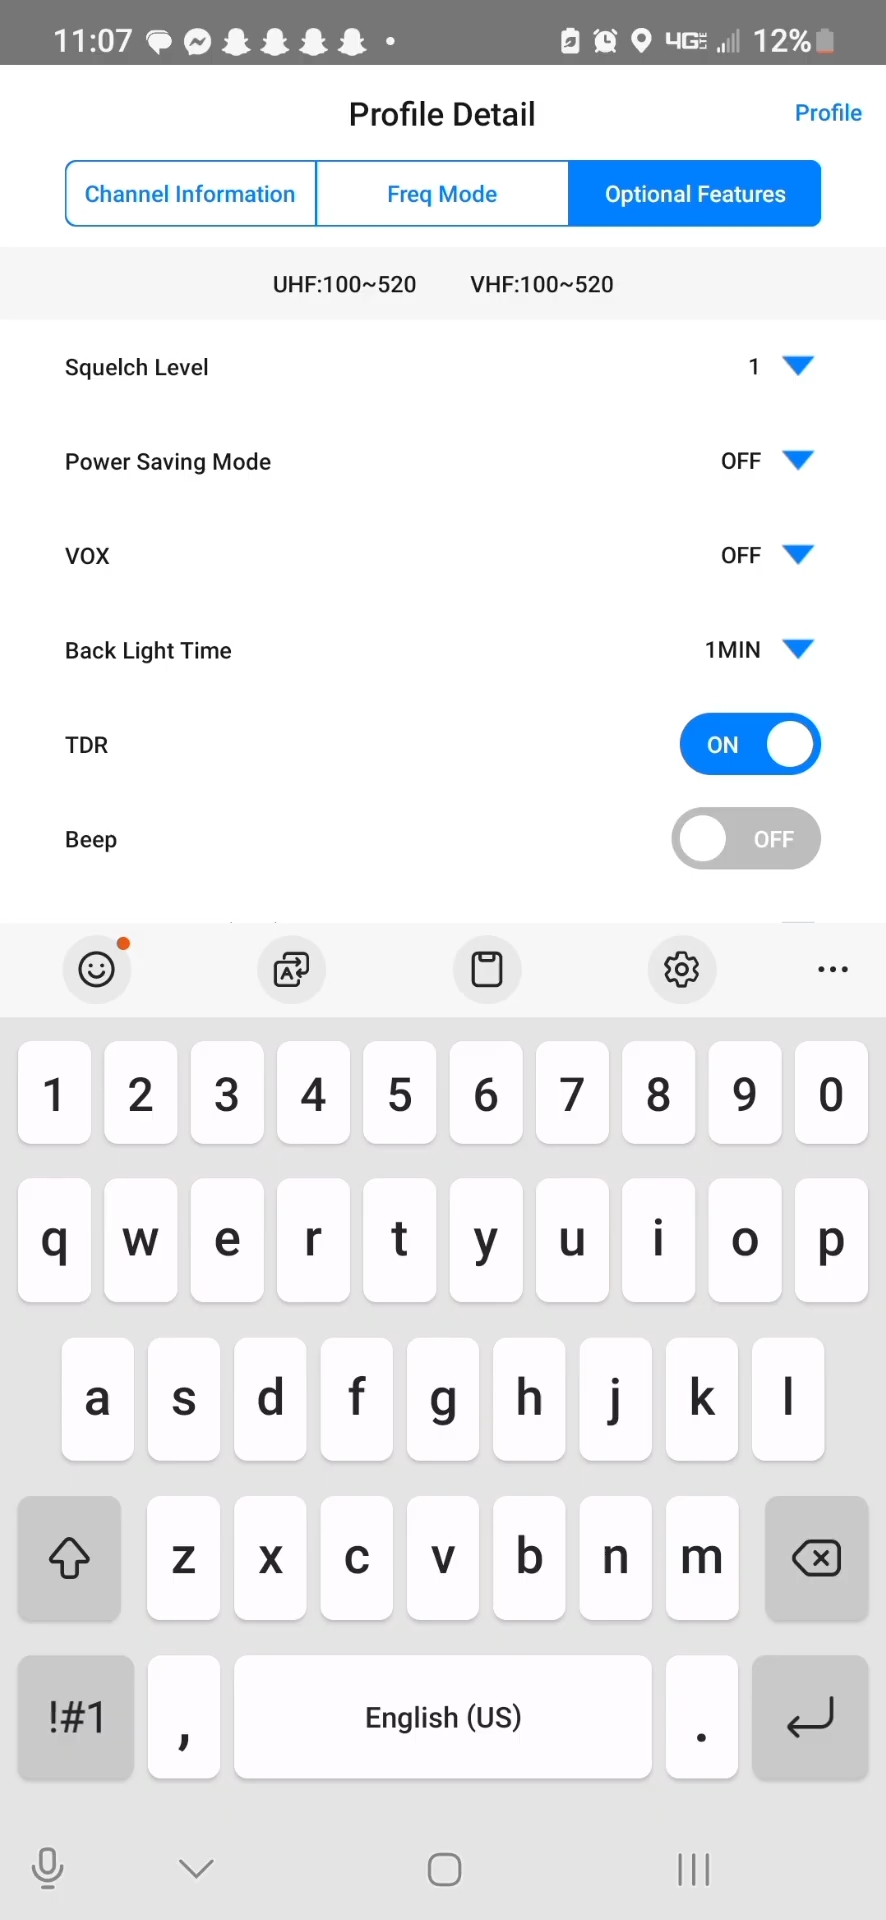 11:07 4G LTE 12%
Profile Detail Profile
Channel Information Freq Mode Optional Features
UHF:100~520 VHF:100~520
Squelch Level 1
Power Saving Mode OFF
VOX OFF
Back Light Time 1MIN
TDR ON
Beep OFF
1 2 3 4 5 6 7 8 9 0
q w e r t y u i o p
a s d f g h j k l
z x c v b n m
!#1 , English (US) .